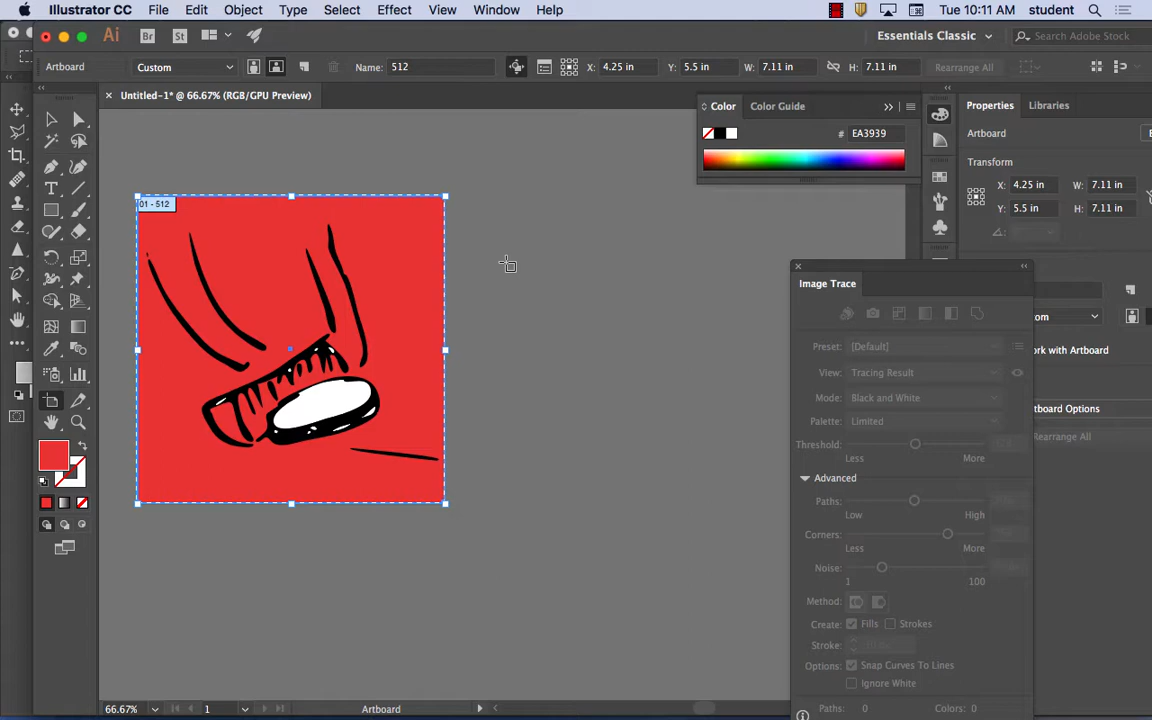 Illustrator CC File Edit Object Type Select Effect View Window Help Tue 10:11 AM student
Ai Br St Essentials Classic Search Adobe Stock
Artboard Custom Name: 512 X: 4.25 in Y: 5.5 in W: 7.11 in H: 7.11 in Rearrange All
× Untitled-1* @ 66.67% (RGB/GPU Preview)
Color Color Guide
# EA3939
Properties Libraries
Artboard
Transform
X: 4.25 in W: 7.11 in
Y: 5.5 in H: 7.11 in
01 - 512
Image Trace
Preset: [Default]
View: Tracing Result
Mode: Black and White
Palette: Limited
Threshold:
Less More
Advanced
Paths:
Low High
Corners:
Less More
Noise:
1 100
Method:
Create: Fills Strokes
Stroke:
Options: Snap Curves To Lines
Ignore White
Paths: 0 Colors: 0
Rearrange All
66.67% 1 Artboard